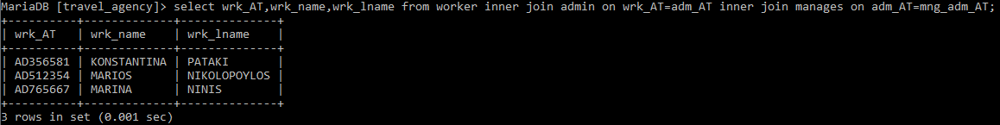 MariaDB [travel_agency]> select wrk_AT,wrk_name,wrk_lname from worker inner join admin on wrk_AT=adm_AT inner join manages on adm_AT=mng_adm_AT;
+----------+-------------+--------------+
| wrk_AT   | wrk_name    | wrk_lname    |
+----------+-------------+--------------+
| AD356581 | KONSTANTINA | PATAKI       |
| AD512354 | MARIOS      | NIKOLOPOYLOS |
| AD765667 | MARINA      | NINIS        |
+----------+-------------+--------------+
3 rows in set (0.001 sec)